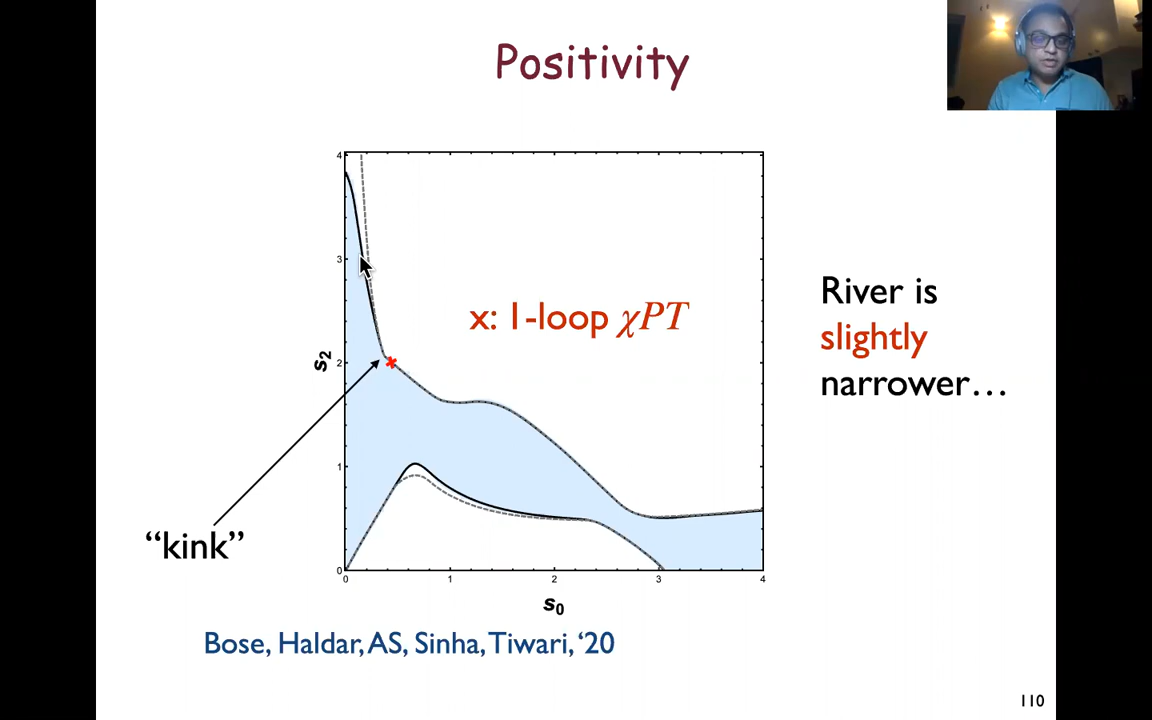 Positivity
4
3
2
1
0
s₂
0
1
2
3
4
s₀
x: 1-loop χPT
River is
slightly
narrower…
“kink”
Bose, Haldar, AS, Sinha, Tiwari, ‘20
110